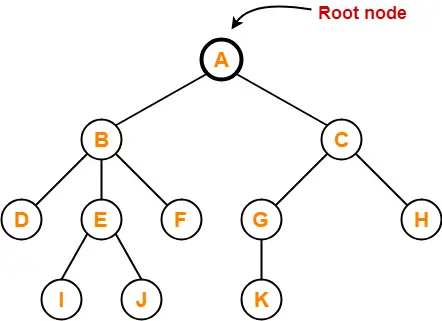 Root node
A
B C
D E F G H
I J K